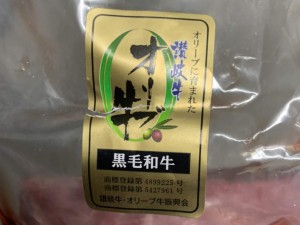 オリーブに育まれた
讃岐牛
オリーブ牛
黒毛和牛
商標登録第4899225号
商標登録第5427961号
讃岐牛・オリーブ牛振興会